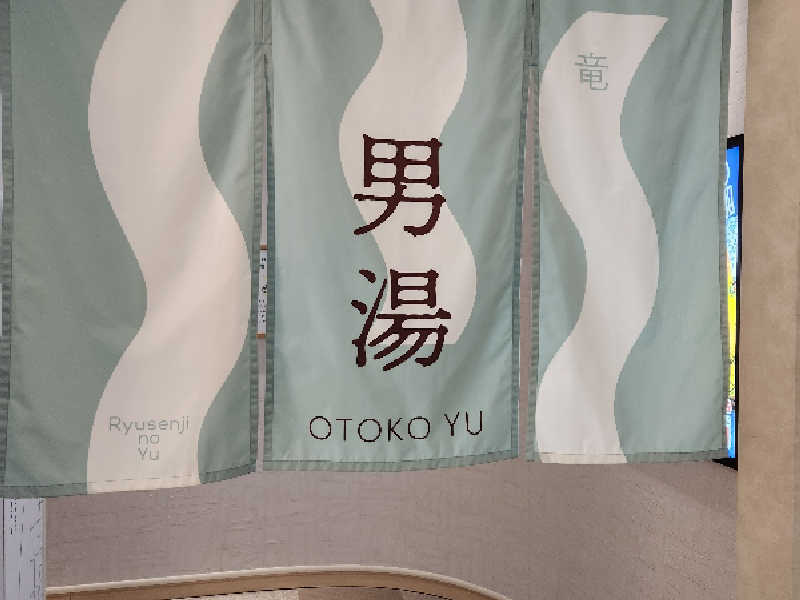 竜
男
湯
OTOKO YU
Ryusenji
no
Yu